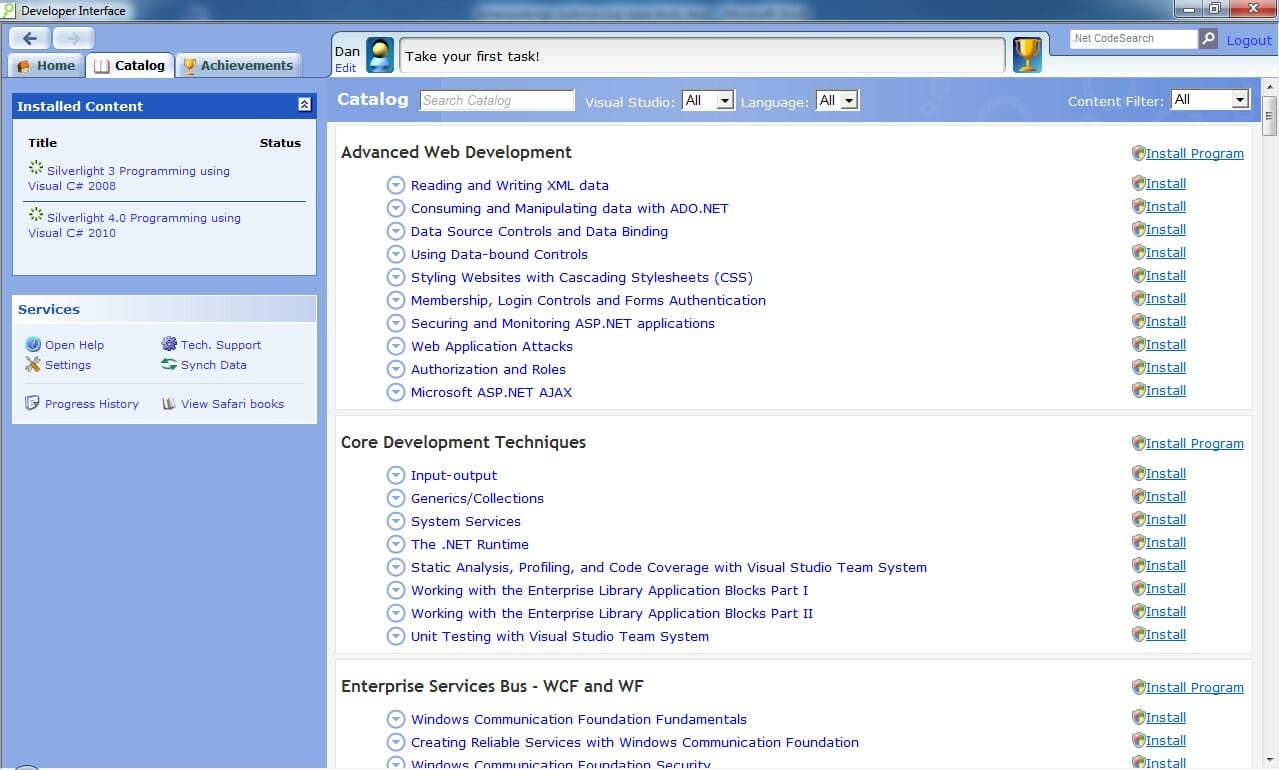 Developer Interface
Home
Catalog
Achievements
Dan
Edit
Take your first task!
.Net CodeSearch
Logout
Installed Content
Title Status
Silverlight 3 Programming using
Visual C# 2008
Silverlight 4.0 Programming using
Visual C# 2010
Services
Open Help
Tech. Support
Settings
Synch Data
Progress History
View Safari books
Catalog
Search Catalog
Visual Studio: All
Language: All
Content Filter: All
Advanced Web Development Install Program
Reading and Writing XML data Install
Consuming and Manipulating data with ADO.NET Install
Data Source Controls and Data Binding Install
Using Data-bound Controls Install
Styling Websites with Cascading Stylesheets (CSS) Install
Membership, Login Controls and Forms Authentication Install
Securing and Monitoring ASP.NET applications Install
Web Application Attacks Install
Authorization and Roles Install
Microsoft ASP.NET AJAX Install
Core Development Techniques Install Program
Input-output Install
Generics/Collections Install
System Services Install
The .NET Runtime Install
Static Analysis, Profiling, and Code Coverage with Visual Studio Team System Install
Working with the Enterprise Library Application Blocks Part I Install
Working with the Enterprise Library Application Blocks Part II Install
Unit Testing with Visual Studio Team System Install
Enterprise Services Bus - WCF and WF Install Program
Windows Communication Foundation Fundamentals Install
Creating Reliable Services with Windows Communication Foundation Install
Windows Communication Foundation Security Install